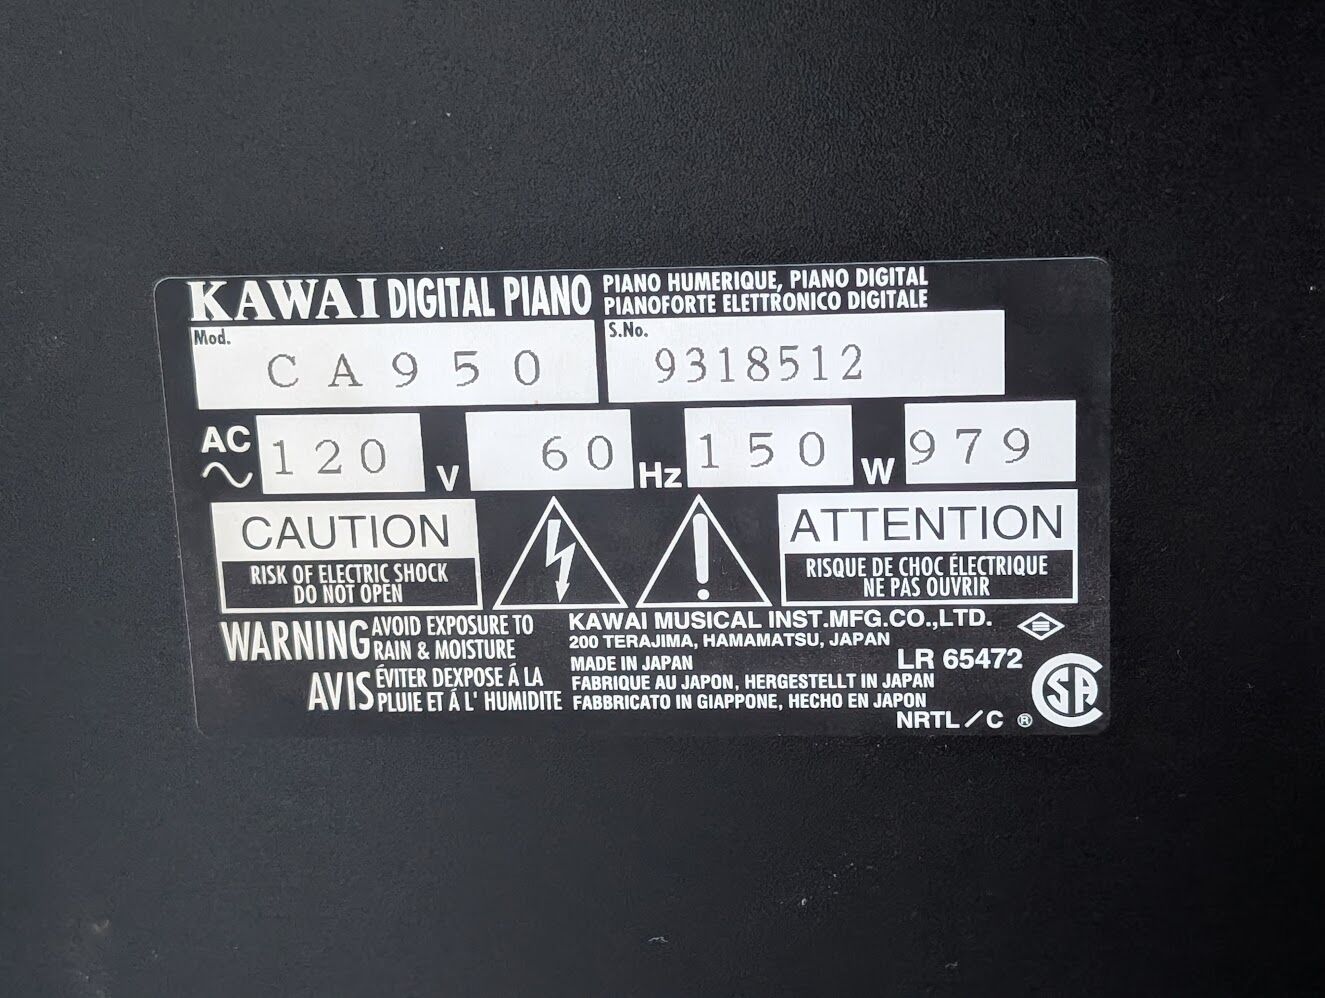 KAWAI DIGITAL PIANO
PIANO HUMERIQUE, PIANO DIGITAL
PIANOFORTE ELETTRONICO DIGITALE
Mod. CA950
S.No. 9318512
AC 120 V 60 Hz 150 W 979
CAUTION
RISK OF ELECTRIC SHOCK
DO NOT OPEN
ATTENTION
RISQUE DE CHOC ÉLECTRIQUE
NE PAS OUVRIR
WARNING AVOID EXPOSURE TO
RAIN & MOISTURE
AVIS ÉVITER DEXPOSE Á LA
PLUIE ET Á L' HUMIDITE
KAWAI MUSICAL INST.MFG.CO.,LTD.
200 TERAJIMA, HAMAMATSU, JAPAN
MADE IN JAPAN
LR 65472
FABRIQUE AU JAPON, HERGESTELLT IN JAPAN
FABBRICATO IN GIAPPONE, HECHO EN JAPON
NRTL/C ®
SA